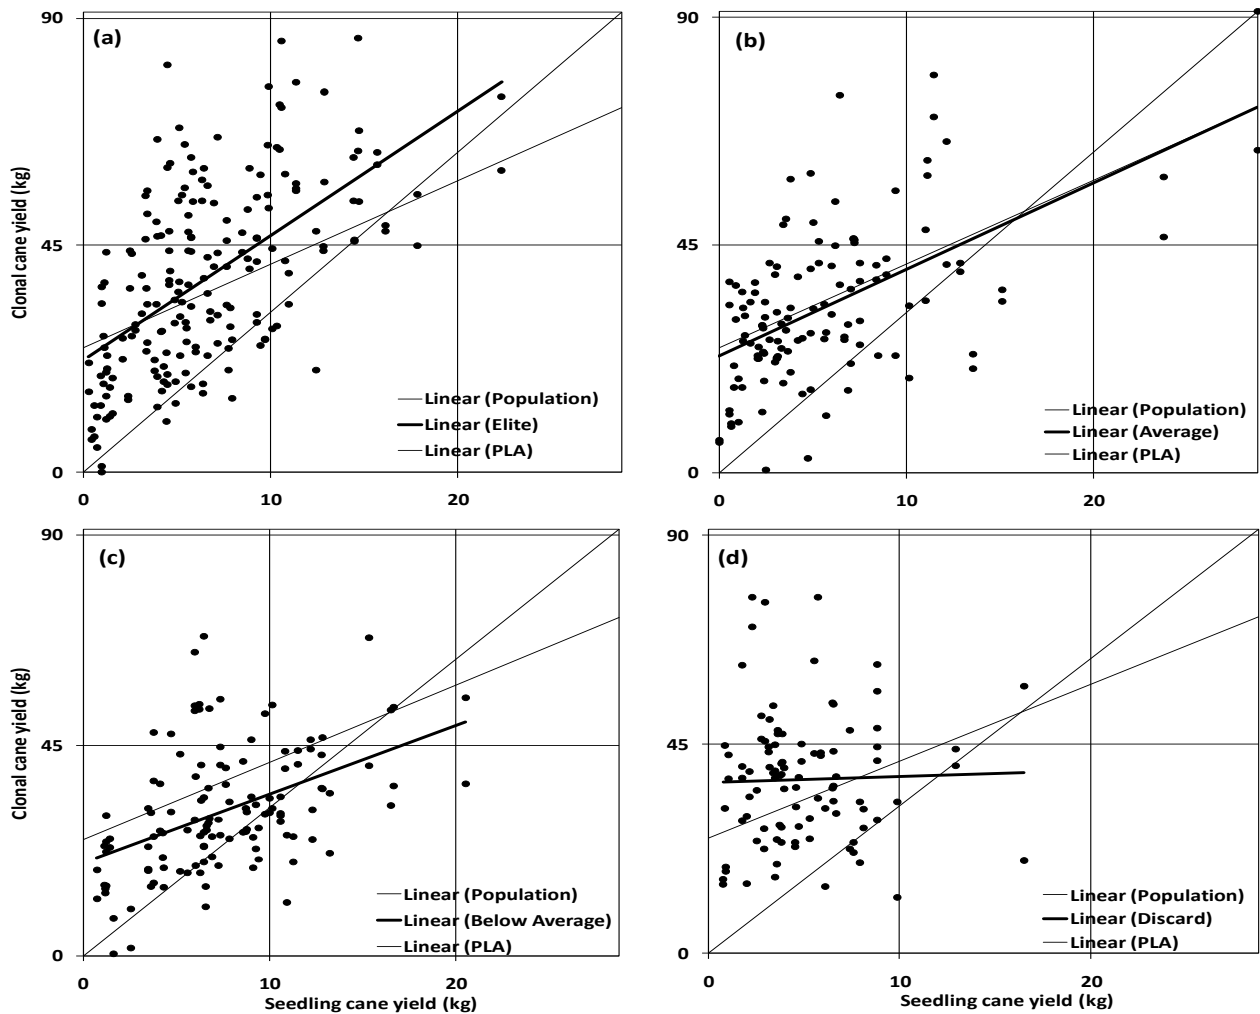 90
(a)
Clonal cane yield (kg)
45
Linear (Population)
Linear (Elite)
Linear (PLA)
0
0 10 20
90
(b)
45
Linear (Population)
Linear (Average)
Linear (PLA)
0
0 10 20
90
(c)
Clonal cane yield (kg)
45
Linear (Population)
Linear (Below Average)
Linear (PLA)
0
0 10 20
Seedling cane yield (kg)
90
(d)
45
Linear (Population)
Linear (Discard)
Linear (PLA)
0
0 10 20
Seedling cane yield (kg)